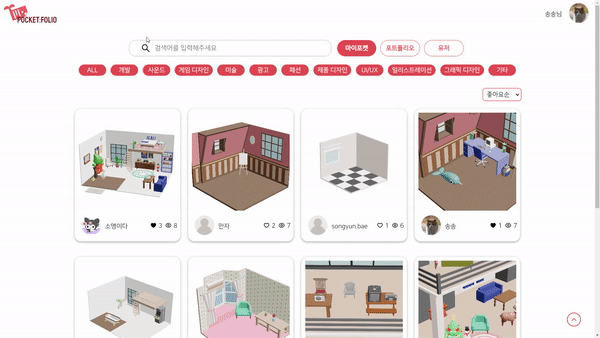 POCKET.FOLIO
송송님
검색어를 입력해주세요
마이포켓 포트폴리오 유저
ALL 개발 사운드 게임 디자인 미술 광고 패션 제품 디자인 UI/UX 일러스트레이션 그래픽 디자인 기타
좋아요순
소영이다 3 8
만자 2 7
songyun.bae 1 6
송송 1 7